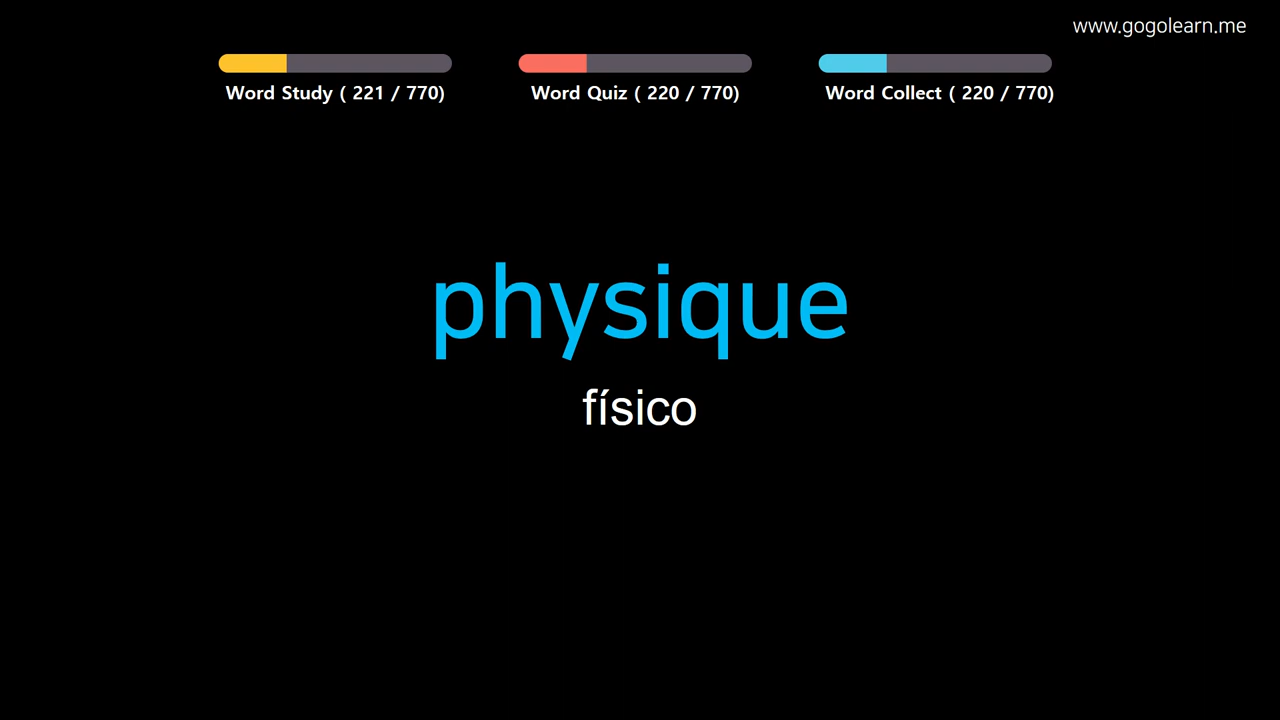 www.gogolearn.me
Word Study ( 221 / 770)
Word Quiz ( 220 / 770)
Word Collect ( 220 / 770)
physique
físico